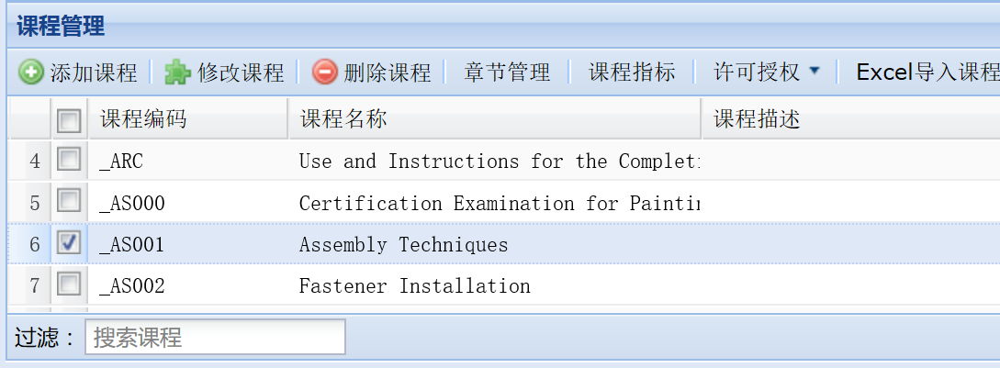 课程管理
添加课程 修改课程 删除课程 章节管理 课程指标 许可授权 Excel导入课程
课程编码 课程名称 课程描述
4 _ARC Use and Instructions for the Complet
5 _AS000 Certification Examination for Paintin
6 _AS001 Assembly Techniques
7 _AS002 Fastener Installation
过滤： 搜索课程